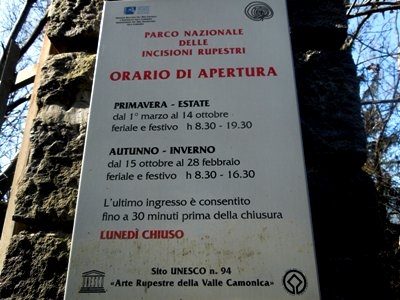 PARCO NAZIONALE
DELLE
INCISIONI RUPESTRI
ORARIO DI APERTURA
PRIMAVERA - ESTATE
dal 1° marzo al 14 ottobre
feriale e festivo h 8.30 - 19.30
AUTUNNO - INVERNO
dal 15 ottobre al 28 febbraio
feriale e festivo h 8.30 - 16.30
L'ultimo ingresso è consentito
fino a 30 minuti prima della chiusura
LUNEDÌ CHIUSO
Sito UNESCO n. 94
«Arte Rupestre della Valle Camonica»